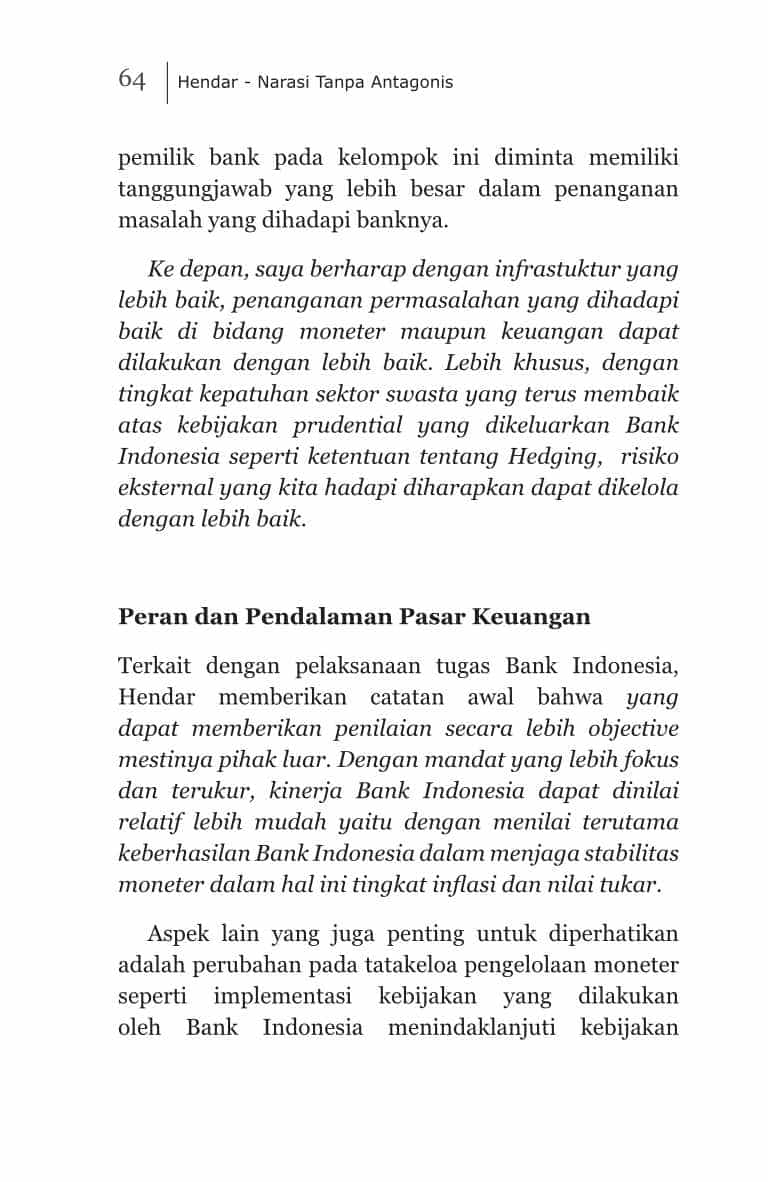 64
Hendar - Narasi Tanpa Antagonis
pemilik bank pada kelompok ini diminta memiliki
tanggungjawab yang lebih besar dalam penanganan
masalah yang dihadapi banknya.
Ke depan, saya berharap dengan infrastuktur yang
lebih baik, penanganan permasalahan yang dihadapi
baik di bidang moneter maupun keuangan dapat
dilakukan dengan lebih baik. Lebih khusus, dengan
tingkat kepatuhan sektor swasta yang terus membaik
atas kebijakan prudential yang dikeluarkan Bank
Indonesia seperti ketentuan tentang Hedging, risiko
eksternal yang kita hadapi diharapkan dapat dikelola
dengan lebih baik.
Peran dan Pendalaman Pasar Keuangan
Terkait dengan pelaksanaan tugas Bank Indonesia,
Hendar memberikan catatan awal bahwa yang
dapat memberikan penilaian secara lebih objective
mestinya pihak luar. Dengan mandat yang lebih fokus
dan terukur, kinerja Bank Indonesia dapat dinilai
relatif lebih mudah yaitu dengan menilai terutama
keberhasilan Bank Indonesia dalam menjaga stabilitas
moneter dalam hal ini tingkat inflasi dan nilai tukar.
Aspek lain yang juga penting untuk diperhatikan
adalah perubahan pada tatakeloa pengelolaan moneter
seperti implementasi kebijakan yang dilakukan
oleh Bank Indonesia menindaklanjuti kebijakan